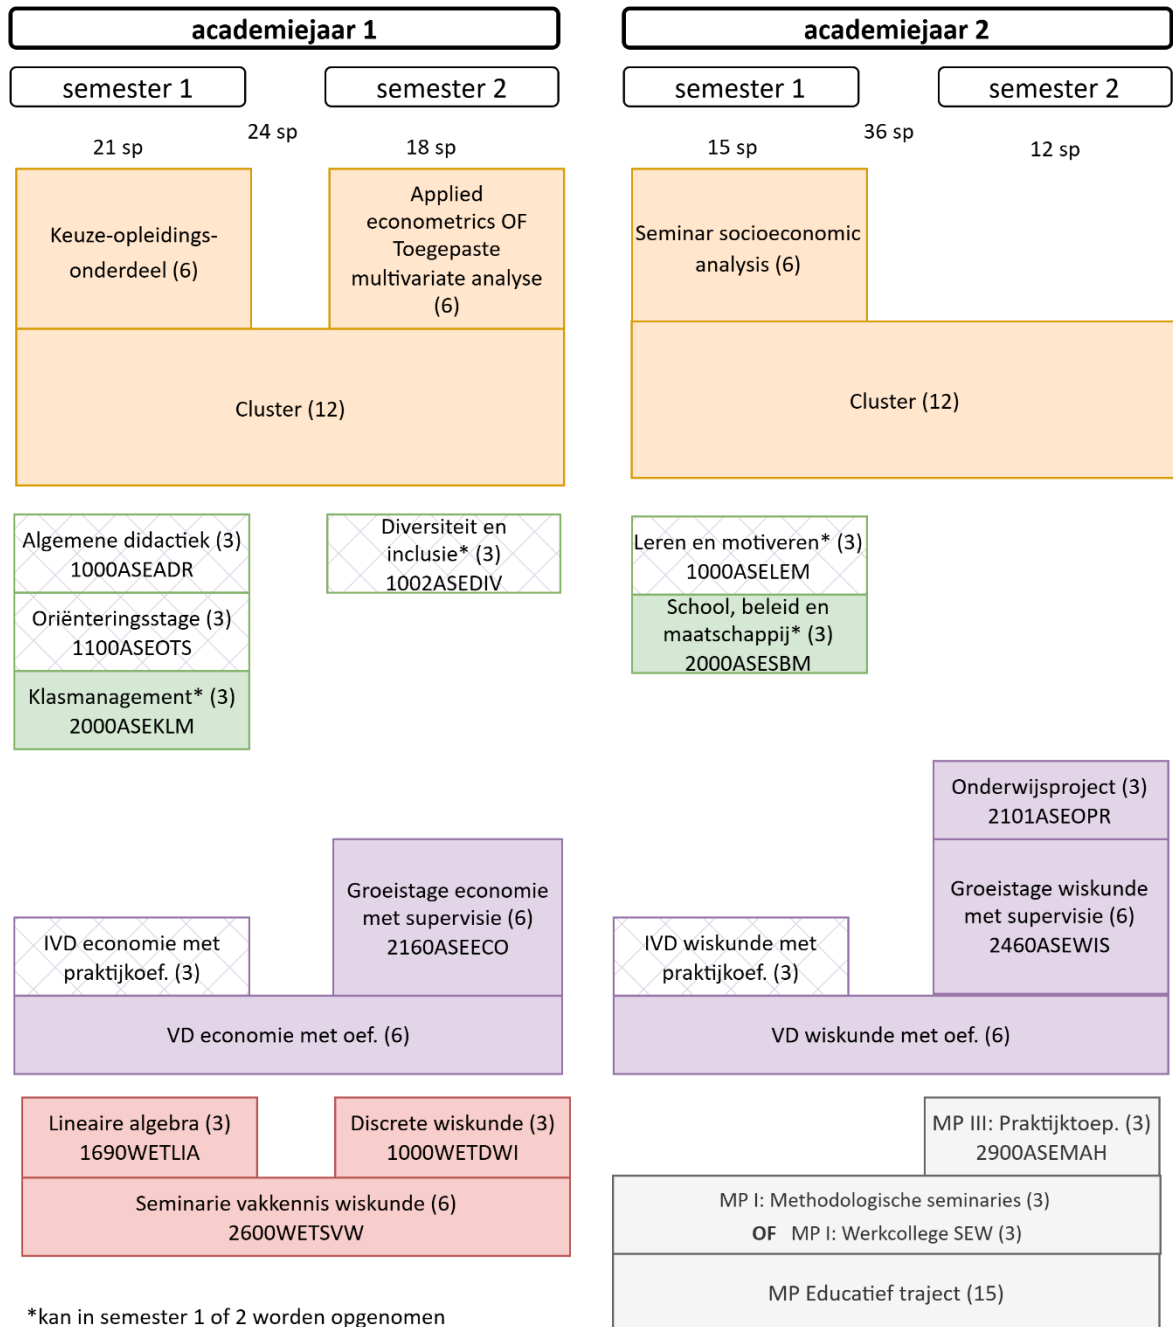 academiejaar 1
semester 1
semester 2
24 sp
21 sp
18 sp
Keuze-opleidings-
onderdeel (6)
Applied
econometrics OF
Toegepaste
multivariate analyse
(6)
Cluster (12)
Algemene didactiek (3)
1000ASEADR
Diversiteit en
inclusie* (3)
1002ASEDIV
Oriënteringsstage (3)
1100ASEOTS
Klasmanagement* (3)
2000ASEKLM
Groeistage economie
met supervisie (6)
2160ASEECO
IVD economie met
praktijkoef. (3)
VD economie met oef. (6)
Lineaire algebra (3)
1690WETLIA
Discrete wiskunde (3)
1000WETDWI
Seminarie vakkennis wiskunde (6)
2600WETSVW
*kan in semester 1 of 2 worden opgenomen
academiejaar 2
semester 1
semester 2
36 sp
15 sp
12 sp
Seminar socioeconomic
analysis (6)
Cluster (12)
Leren en motiveren* (3)
1000ASELEM
School, beleid en
maatschappij* (3)
2000ASESBM
Onderwijsproject (3)
2101ASEOPR
Groeistage wiskunde
met supervisie (6)
2460ASEWIS
IVD wiskunde met
praktijkoef. (3)
VD wiskunde met oef. (6)
MP III: Praktijktoep. (3)
2900ASEMAH
MP I: Methodologische seminaries (3)
OF MP I: Werkcollege SEW (3)
MP Educatief traject (15)